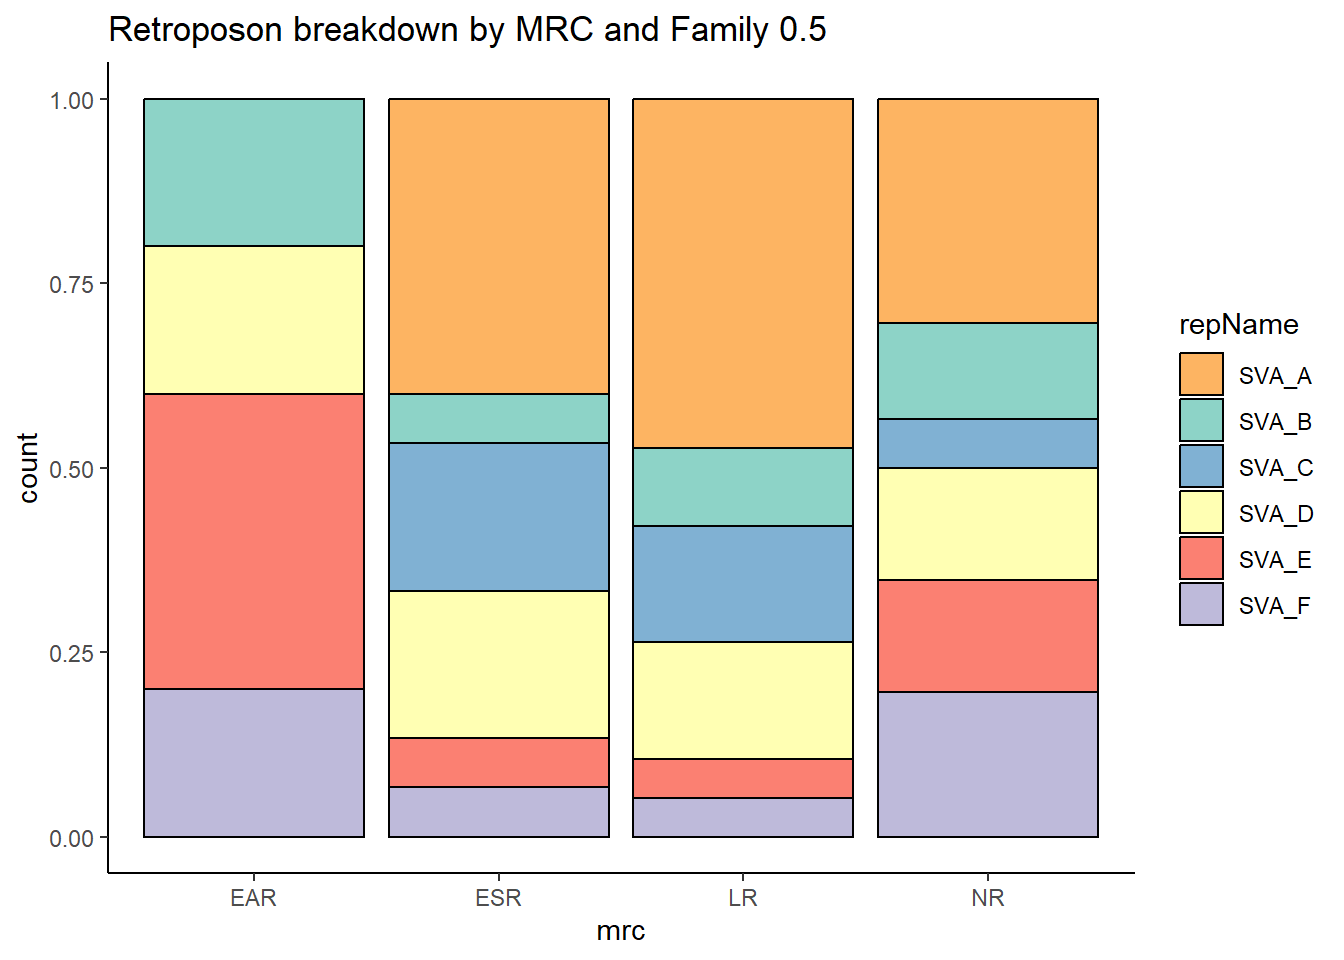 Retroposon breakdown by MRC and Family 0.5
count
1.00
0.75
0.50
0.25
0.00
EAR
ESR
LR
NR
mrc
repName
SVA_A
SVA_B
SVA_C
SVA_D
SVA_E
SVA_F